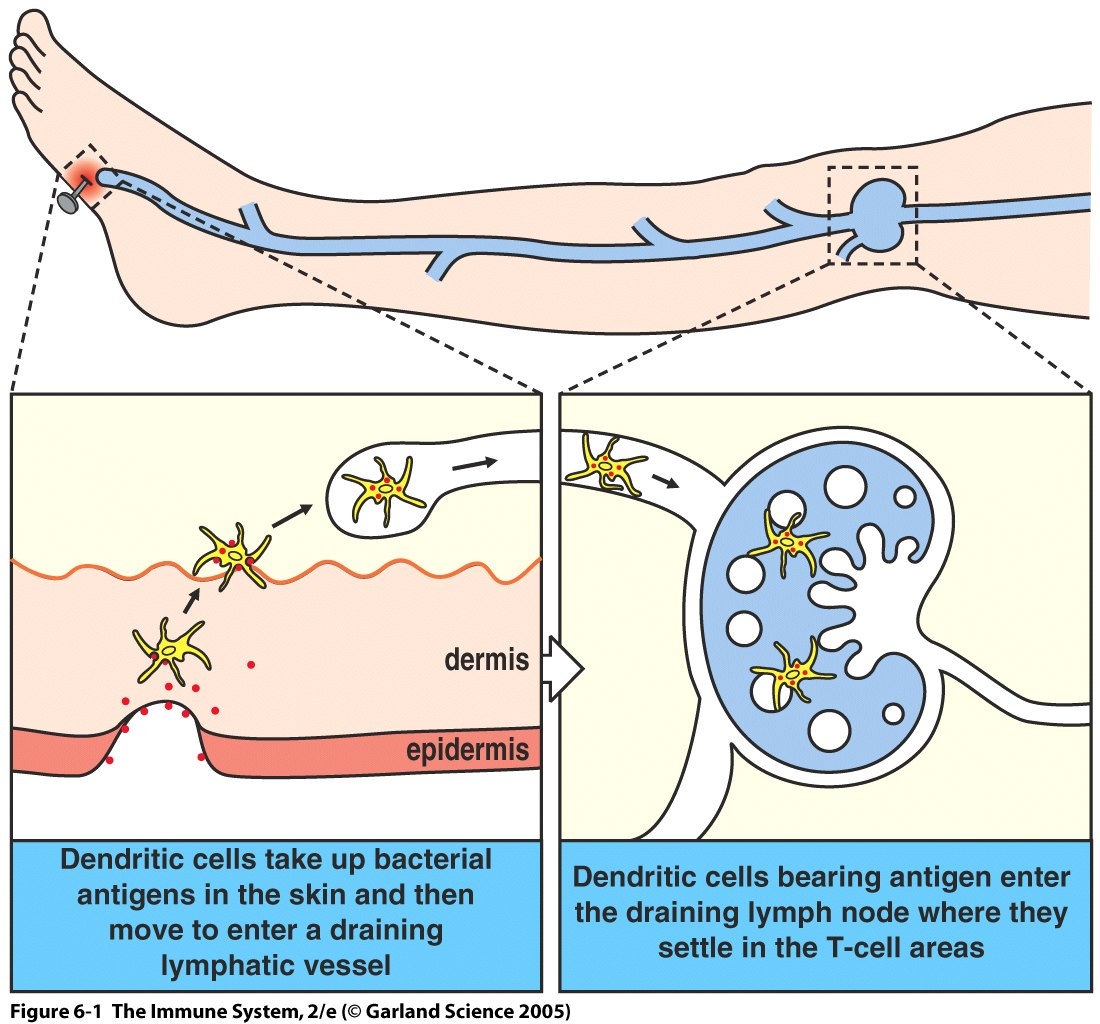 dermis
epidermis
Dendritic cells take up bacterial
antigens in the skin and then
move to enter a draining
lymphatic vessel
Dendritic cells bearing antigen enter
the draining lymph node where they
settle in the T-cell areas
Figure 6-1 The Immune System, 2/e (© Garland Science 2005)